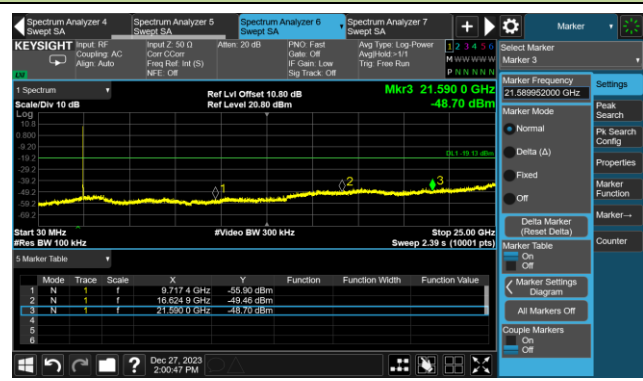 Spectrum Analyzer 4
Swept SA
Spectrum Analyzer 5
Swept SA
Spectrum Analyzer 6
Swept SA
Spectrum Analyzer 7
Swept SA
+
Marker
KEYSIGHT
Input: RF
Coupling: AC
Align: Auto
Input Z: 50 Ω
Corr CCorr
Freq Ref: Int (S)
NFE: Off
Atten: 20 dB
PNO: Fast
Gate: Off
IF Gain: Low
Sig Track: Off
Avg Type: Log-Power
Avg|Hold:>1/1
Trig: Free Run
1 2 3 4 5 6
M W W W W W
P N N N N N
Select Marker
Marker 3
1 Spectrum
Scale/Div 10 dB
Log
Ref Lvl Offset 10.80 dB
Ref Level 20.80 dBm
Mkr3 21.590 0 GHz
-48.70 dBm
10.8
0.800
-9.20
-19.2
-29.2
-39.2
-49.2
-59.2
-69.2
DL1 -19.13 dBm
1
2
3
Start 30 MHz
#Res BW 100 kHz
#Video BW 300 kHz
Stop 25.00 GHz
Sweep 2.39 s (10001 pts)
5 Marker Table
Mode Trace Scale X Y Function Function Width Function Value
1 N 1 f 9.717 4 GHz -55.90 dBm
2 N 1 f 16.624 9 GHz -49.46 dBm
3 N 1 f 21.590 0 GHz -48.70 dBm
4
5
6
Marker Frequency
21.589952000 GHz
Marker Mode
Normal
Delta (Δ)
Fixed
Off
Delta Marker
(Reset Delta)
Marker Table
On
Off
Marker Settings
Diagram
All Markers Off
Couple Markers
On
Off
Settings
Peak
Search
Pk Search
Config
Properties
Marker
Function
Marker→
Counter
?
Dec 27, 2023
2:00:47 PM